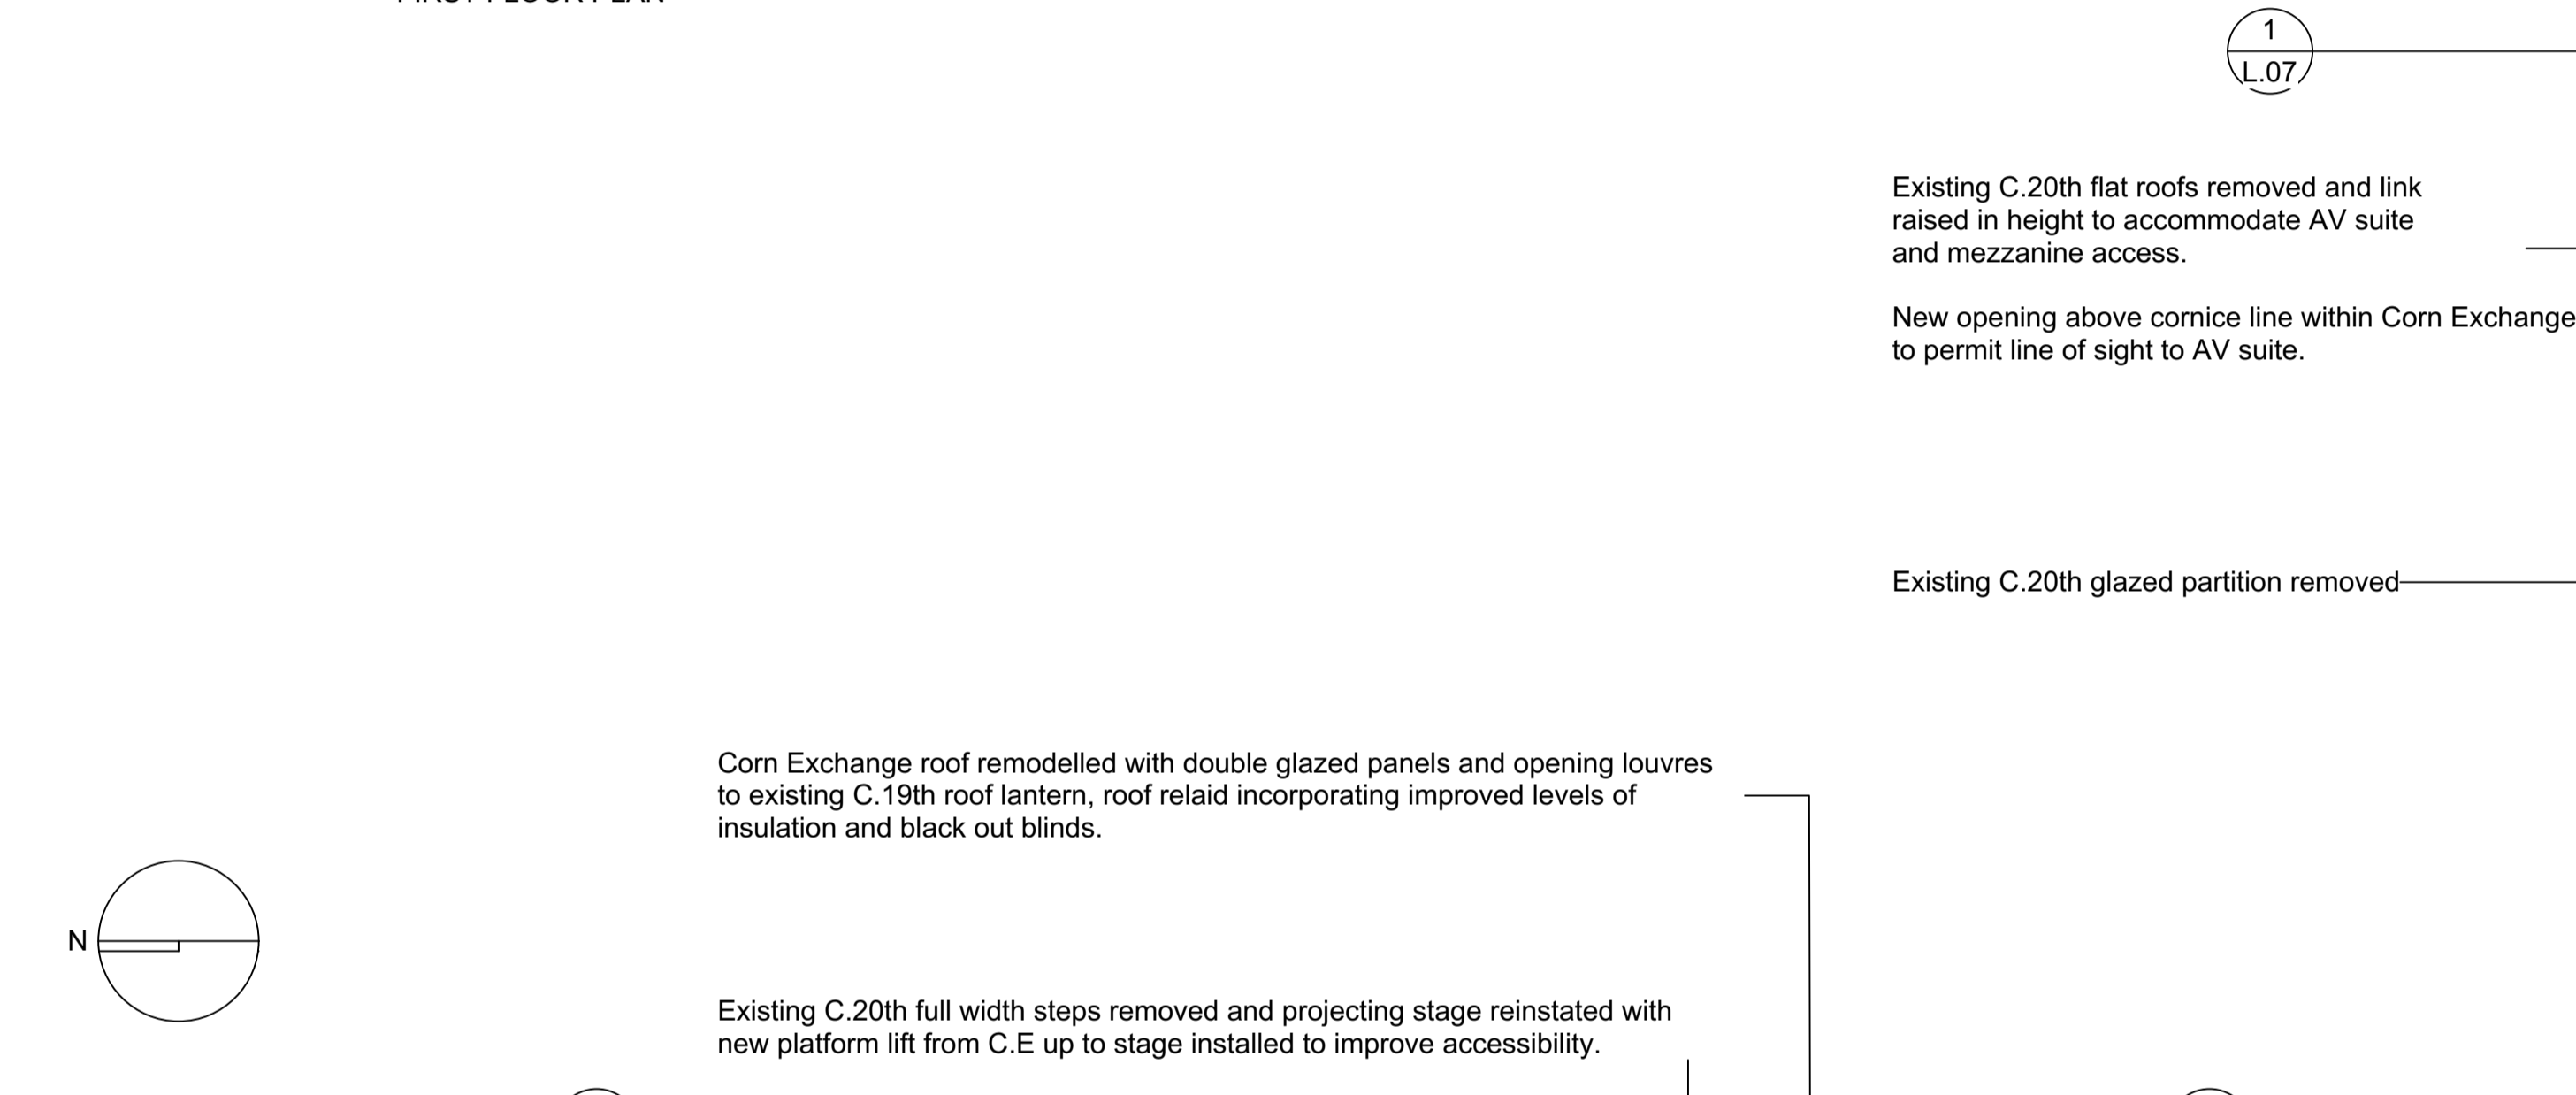 FIRST FLOOR PLAN
1
L.07
Existing C.20th flat roofs removed and link
raised in height to accommodate AV suite
and mezzanine access.
New opening above cornice line within Corn Exchange
to permit line of sight to AV suite.
Existing C.20th glazed partition removed
Corn Exchange roof remodelled with double glazed panels and opening louvres
to existing C.19th roof lantern, roof relaid incorporating improved levels of
insulation and black out blinds.
N
Existing C.20th full width steps removed and projecting stage reinstated with
new platform lift from C.E up to stage installed to improve accessibility.